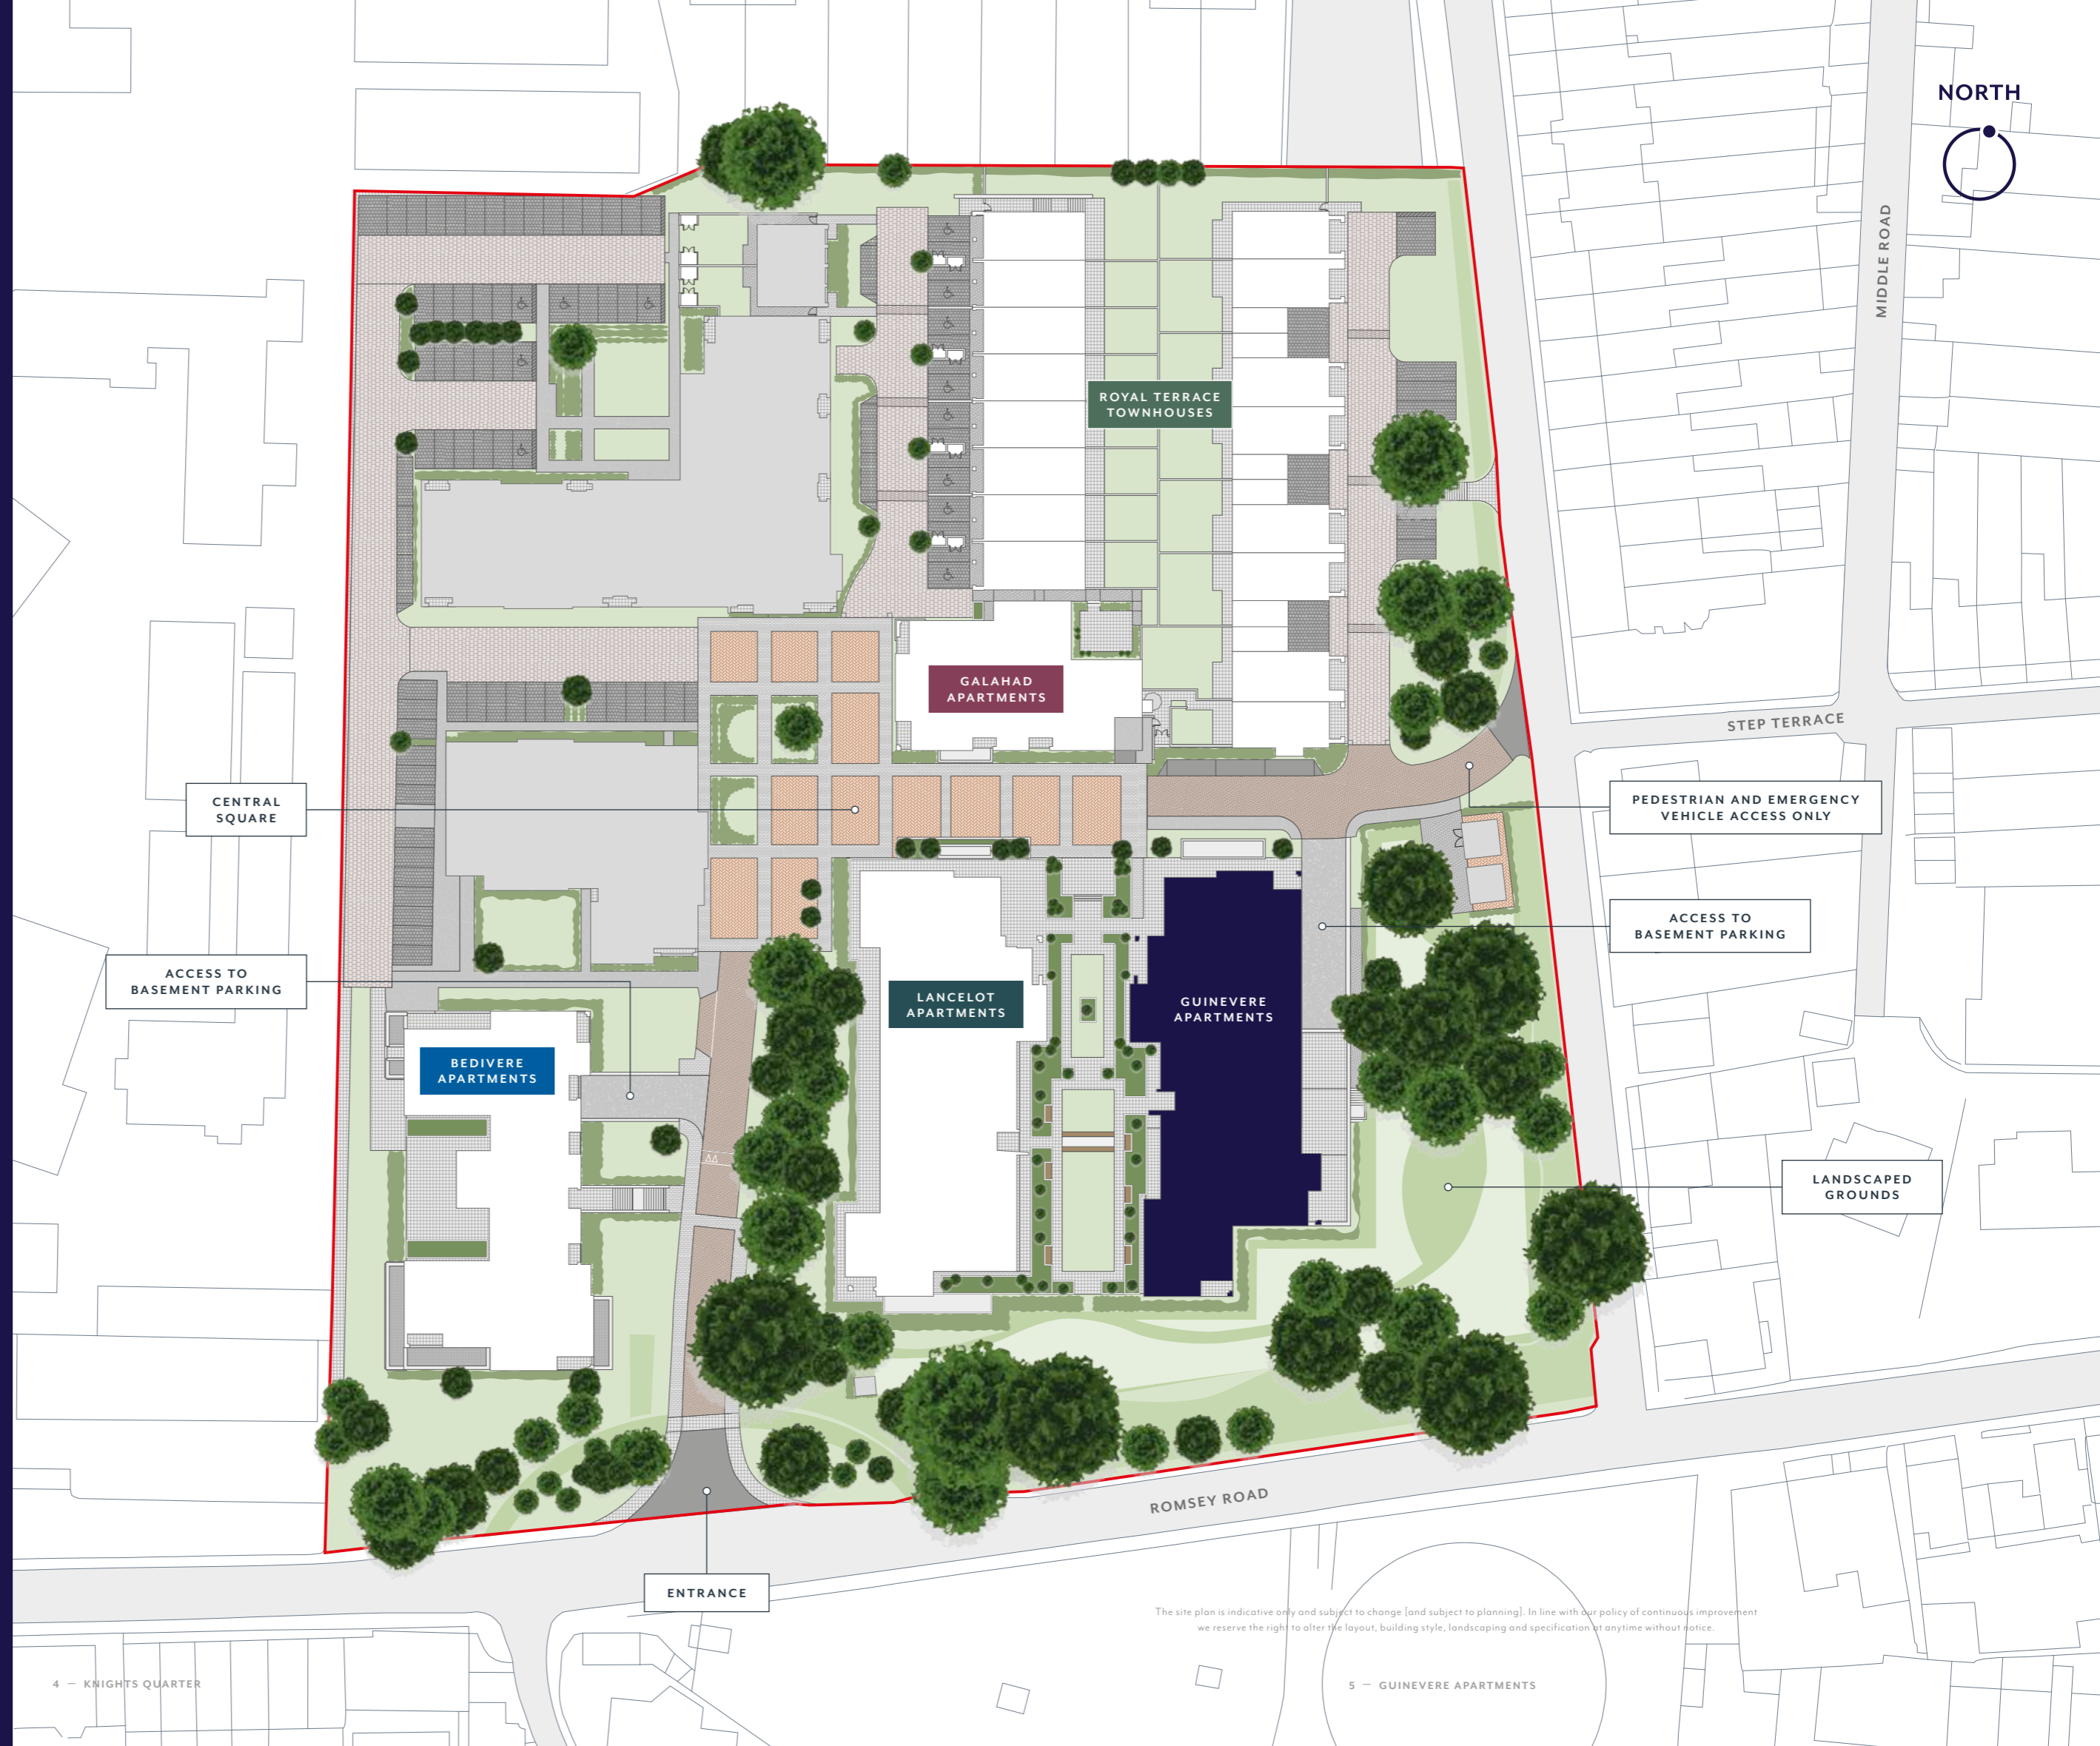 NORTH
MIDDLE ROAD
ROYAL TERRACE
TOWNHOUSES
GALAHAD
APARTMENTS
STEP TERRACE
CENTRAL
SQUARE
PEDESTRIAN AND EMERGENCY
VEHICLE ACCESS ONLY
ACCESS TO
BASEMENT PARKING
ACCESS TO
BASEMENT PARKING
LANCELOT
APARTMENTS
GUINEVERE
APARTMENTS
BEDIVERE
APARTMENTS
LANDSCAPED
GROUNDS
ROMSEY ROAD
ENTRANCE
The site plan is indicative only and subject to change [and subject to planning]. In line with our policy of continuous improvement
we reserve the right to alter the layout, building style, landscaping and specification at anytime without notice.
4 — KNIGHTS QUARTER
5 — GUINEVERE APARTMENTS